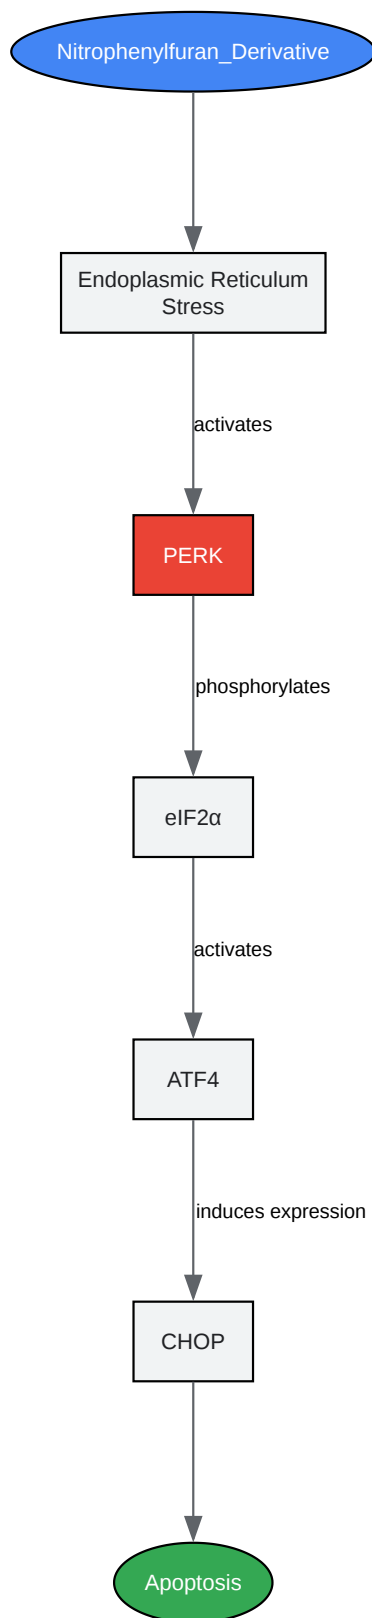 Nitrophenylfuran_Derivative
Endoplasmic Reticulum
Stress
activates
PERK
phosphorylates
eIF2α
activates
ATF4
induces expression
CHOP
Apoptosis